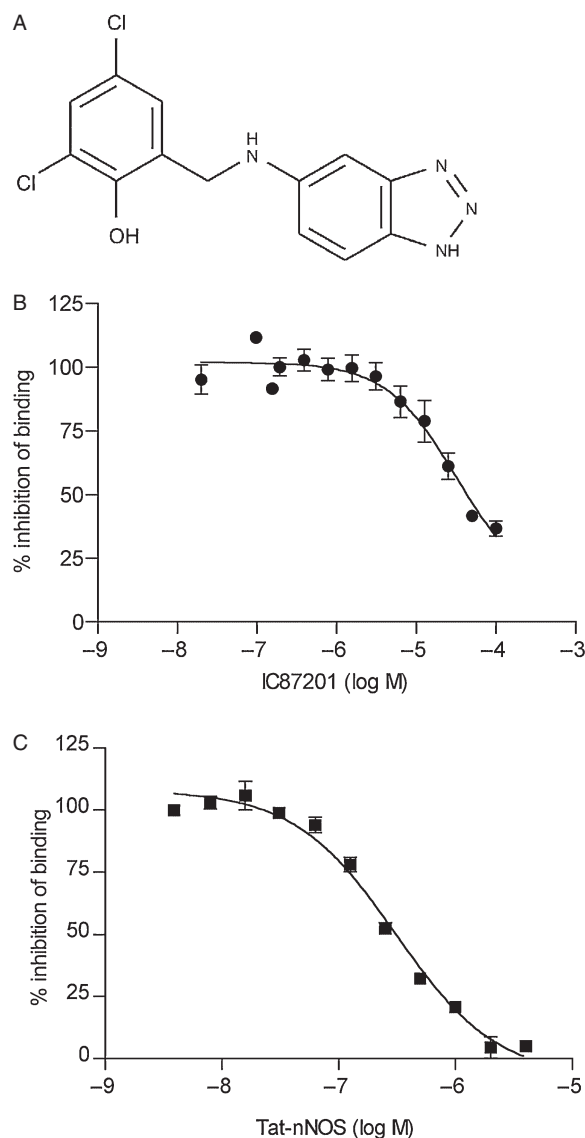 A
Cl
H
N
N
N
NH
Cl
OH
B
125
100
75
50
25
0
% inhibition of binding
–9 –8 –7 –6 –5 –4 –3
IC87201 (log M)
C
125
100
75
50
25
0
% inhibition of binding
–9 –8 –7 –6 –5
Tat-nNOS (log M)